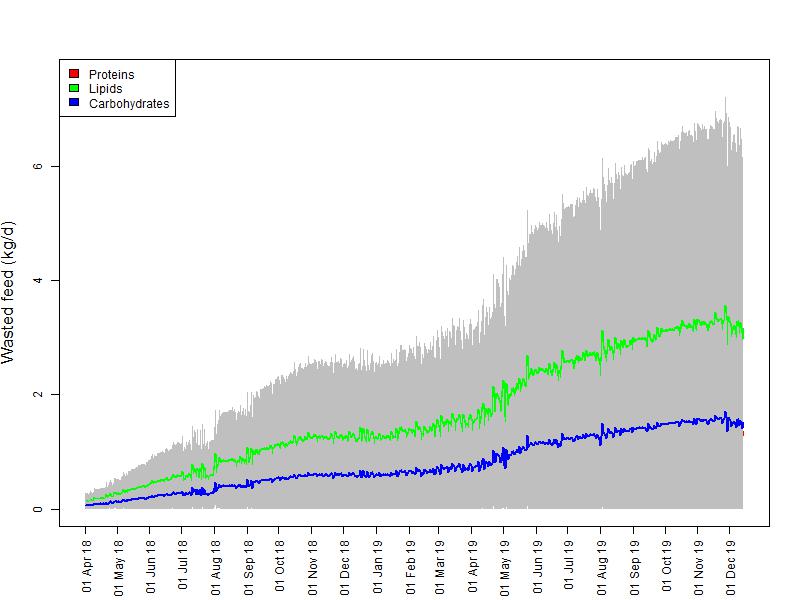 Proteins
Lipids
Carbohydrates
Wasted feed (kg/d)
6
4
2
0
01 Apr 18
01 May 18
01 Jun 18
01 Jul 18
01 Aug 18
01 Sep 18
01 Oct 18
01 Nov 18
01 Dec 18
01 Jan 19
01 Feb 19
01 Mar 19
01 Apr 19
01 May 19
01 Jun 19
01 Jul 19
01 Aug 19
01 Sep 19
01 Oct 19
01 Nov 19
01 Dec 19